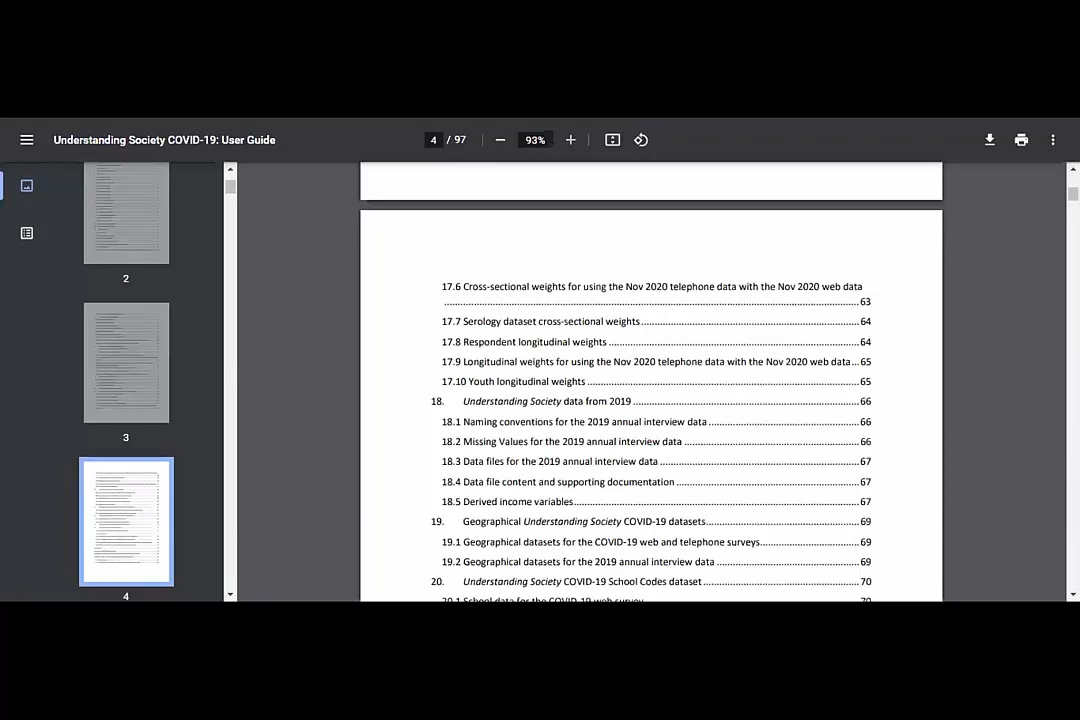 Understanding Society COVID-19: User Guide
4 / 97
93%
2
3
4
17.6 Cross-sectional weights for using the Nov 2020 telephone data with the Nov 2020 web data
........................................................................................................................ 63
17.7 Serology dataset cross-sectional weights ................................................................ 64
17.8 Respondent longitudinal weights ........................................................................ 64
17.9 Longitudinal weights for using the Nov 2020 telephone data with the Nov 2020 web data ... 65
17.10 Youth longitudinal weights .............................................................................. 65
18. Understanding Society data from 2019 .................................................................. 66
18.1 Naming conventions for the 2019 annual interview data ............................................ 66
18.2 Missing Values for the 2019 annual interview data .................................................. 66
18.3 Data files for the 2019 annual interview data ........................................................ 67
18.4 Data file content and supporting documentation .................................................... 67
18.5 Derived income variables ................................................................................ 67
19. Geographical Understanding Society COVID-19 datasets ............................................ 69
19.1 Geographical datasets for the COVID-19 web and telephone surveys ............................ 69
19.2 Geographical datasets for the 2019 annual interview data ........................................ 69
20. Understanding Society COVID-19 School Codes dataset ............................................ 70
20.1 School data for the COVID-19 web survey ............................................................ 70